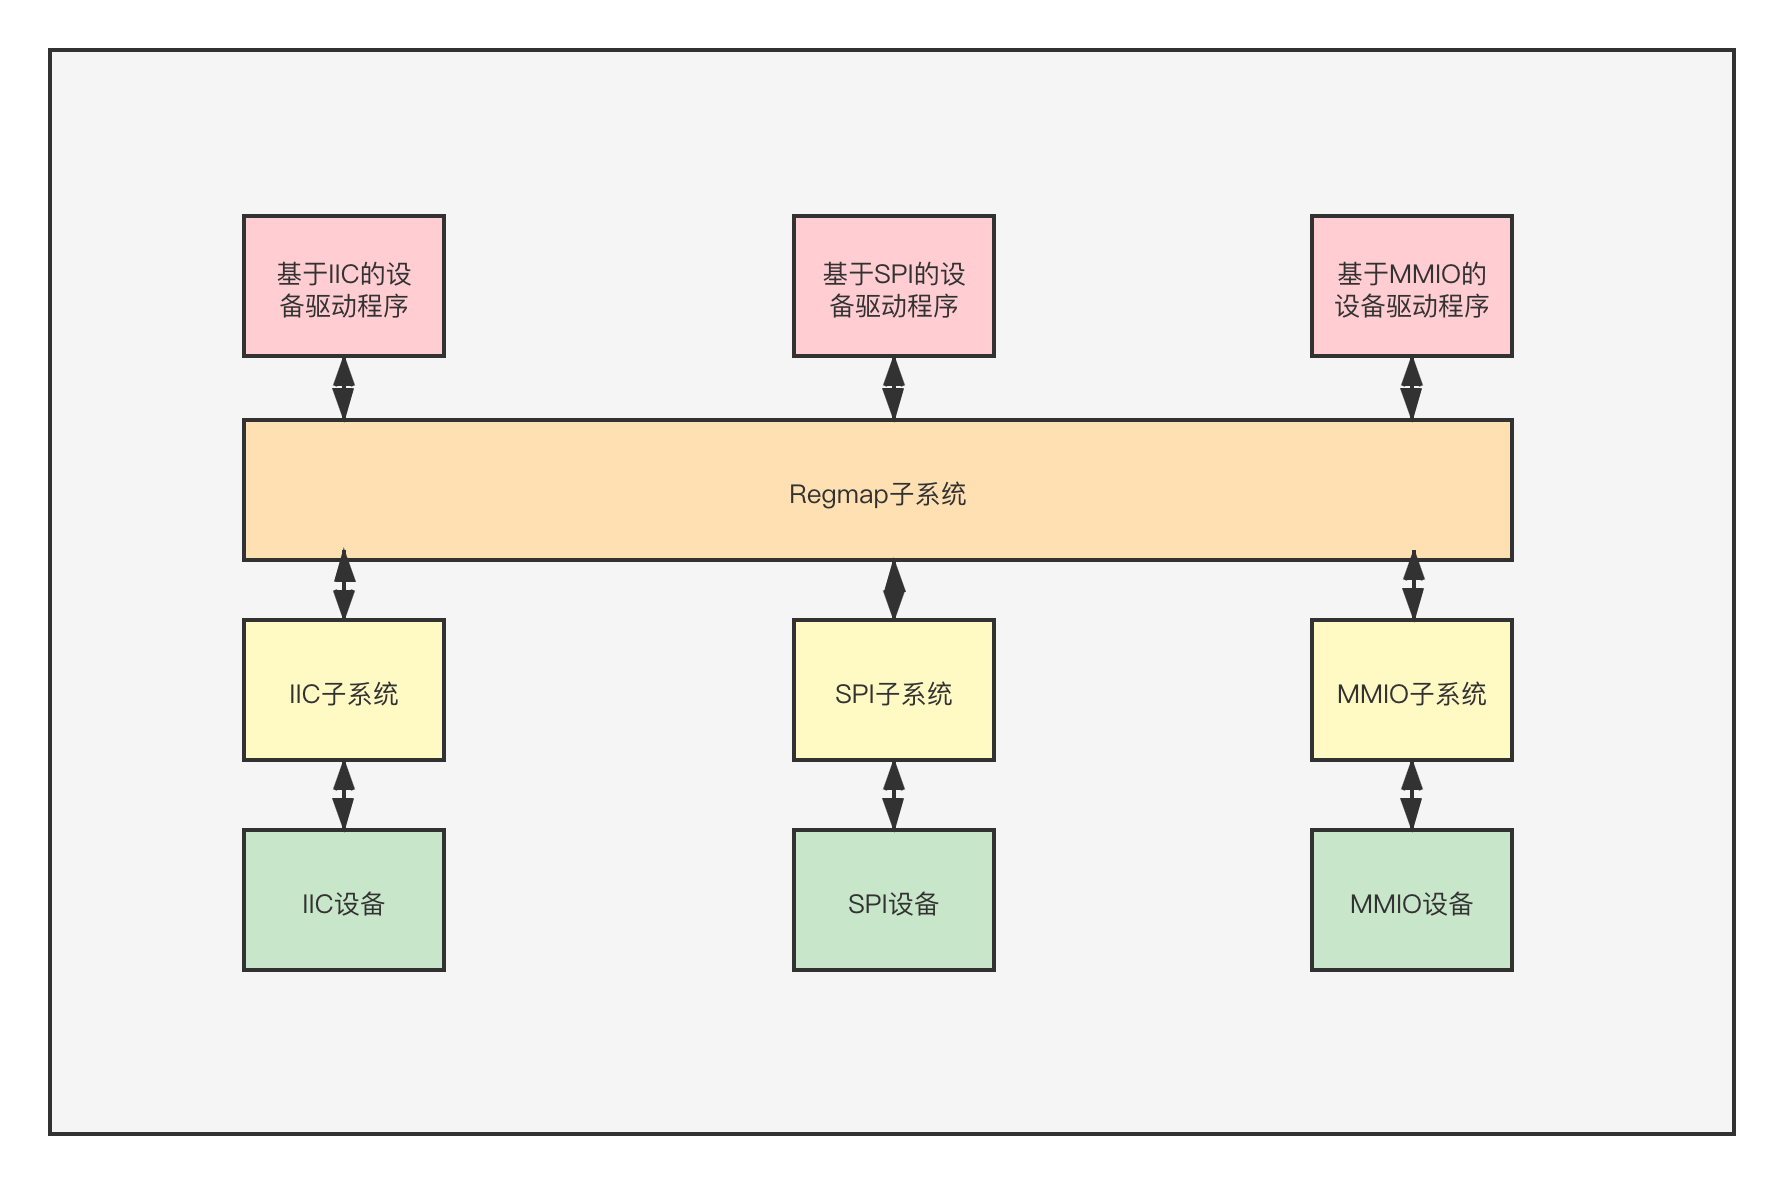 基于IIC的设
备驱动程序
基于SPI的设
备驱动程序
基于MMIO的
设备驱动程序
Regmap子系统
IIC子系统
SPI子系统
MMIO子系统
IIC设备
SPI设备
MMIO设备